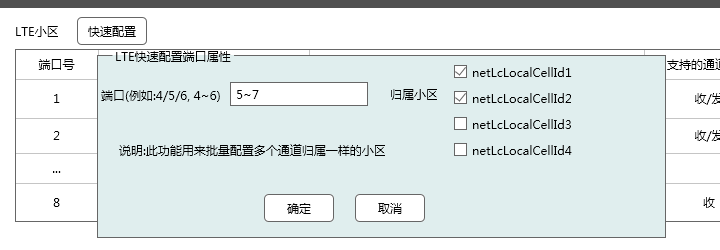 LTE小区 快速配置
端口号 支持的通道
LTE快速配置端口属性
端口(例如:4/5/6, 4~6) 5~7 归属小区
netLcLocalCellId1
netLcLocalCellId2
netLcLocalCellId3
netLcLocalCellId4
说明:此功能用来批量配置多个通道归属一样的小区
确定 取消
1 收/发
2 收/发
...
8 收